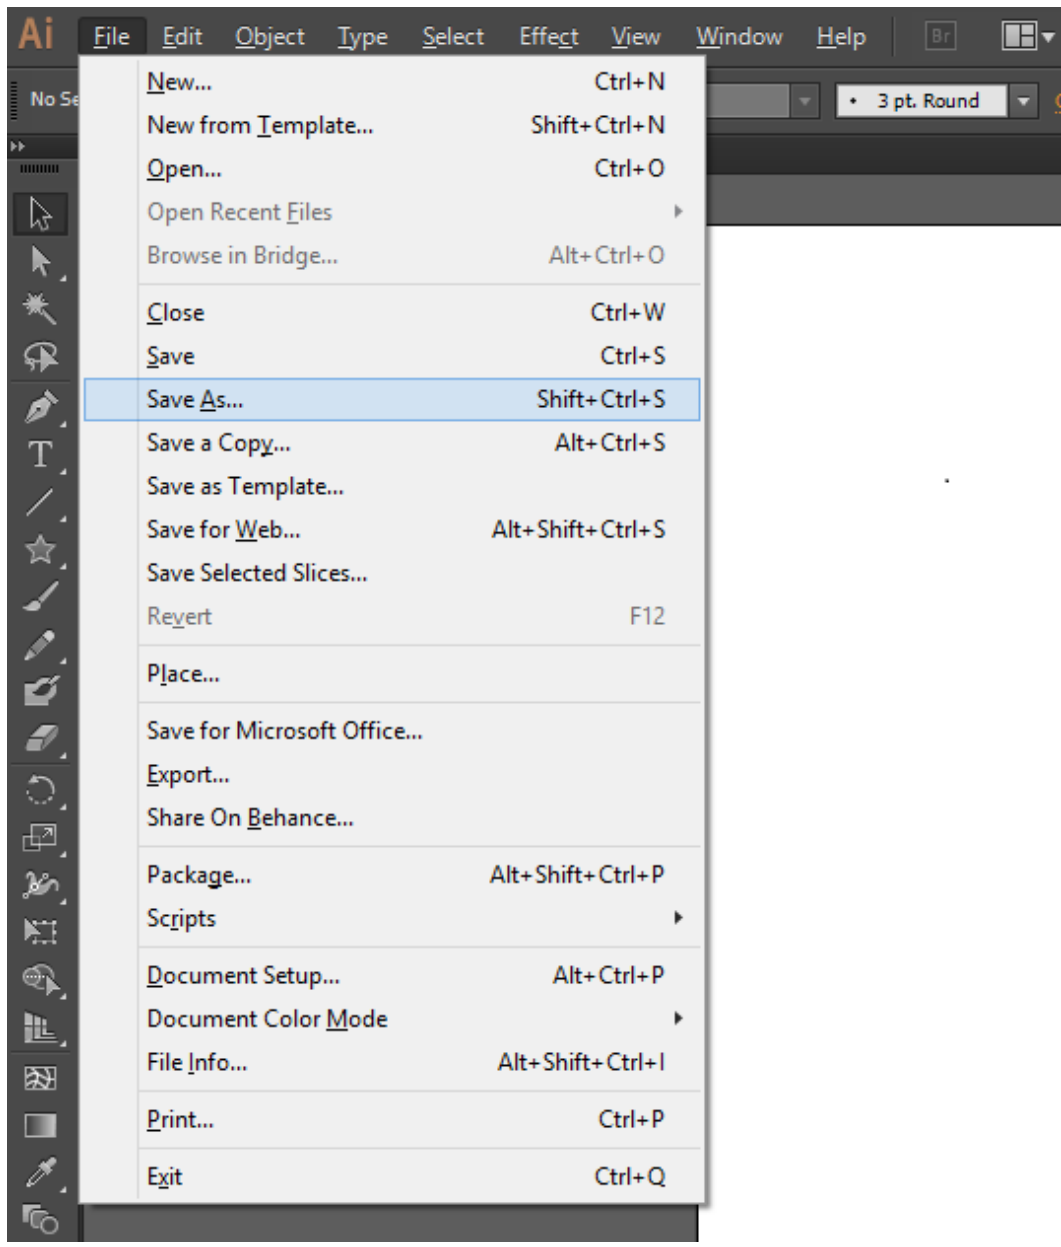 Ai File Edit Object Type Select Effect View Window Help Br
No Se
3 pt. Round
New... Ctrl+N
New from Template... Shift+Ctrl+N
Open... Ctrl+O
Open Recent Files
Browse in Bridge... Alt+Ctrl+O
Close Ctrl+W
Save Ctrl+S
Save As... Shift+Ctrl+S
Save a Copy... Alt+Ctrl+S
Save as Template...
Save for Web... Alt+Shift+Ctrl+S
Save Selected Slices...
Revert F12
Place...
Save for Microsoft Office...
Export...
Share On Behance...
Package... Alt+Shift+Ctrl+P
Scripts
Document Setup... Alt+Ctrl+P
Document Color Mode
File Info... Alt+Shift+Ctrl+I
Print... Ctrl+P
Exit Ctrl+Q